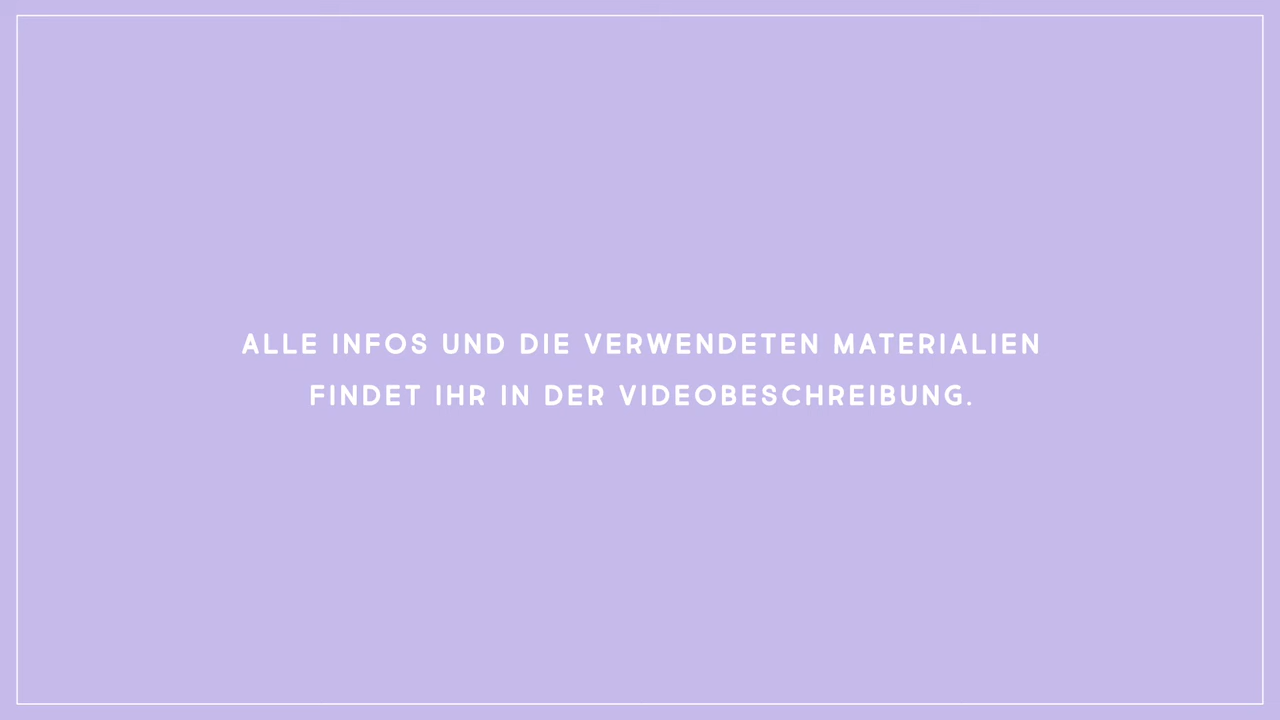 ALLE INFOS UND DIE VERWENDETEN MATERIALIEN
FINDET IHR IN DER VIDEOBESCHREIBUNG.